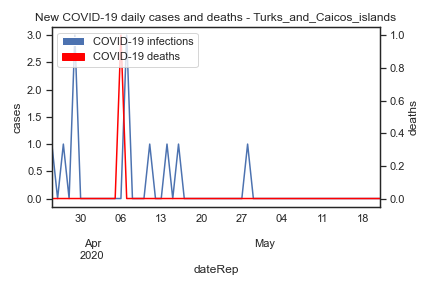 New COVID-19 daily cases and deaths - Turks_and_Caicos_islands
COVID-19 infections
COVID-19 deaths
cases
3.0
2.5
2.0
1.5
1.0
0.5
0.0
1.0
0.8
0.6
0.4
0.2
0.0
deaths
30 06 13 20 27 04 11 18
Apr May
2020
dateRep